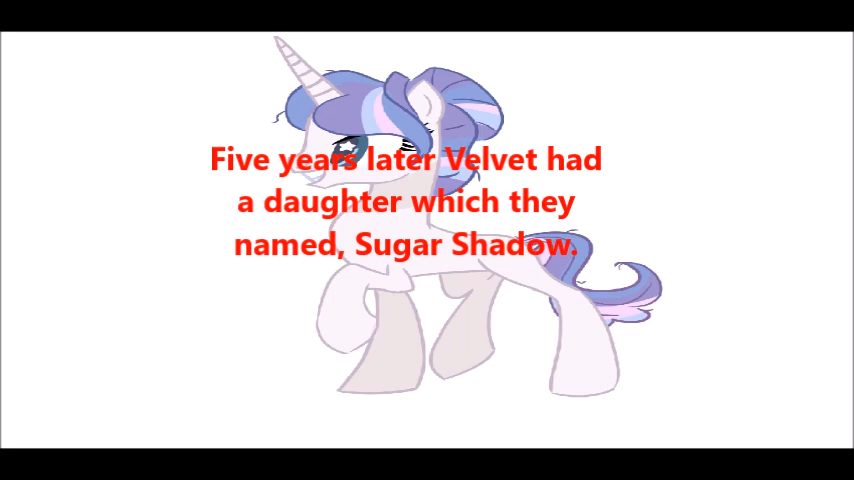 Five years later Velvet had
a daughter which they
named, Sugar Shadow.